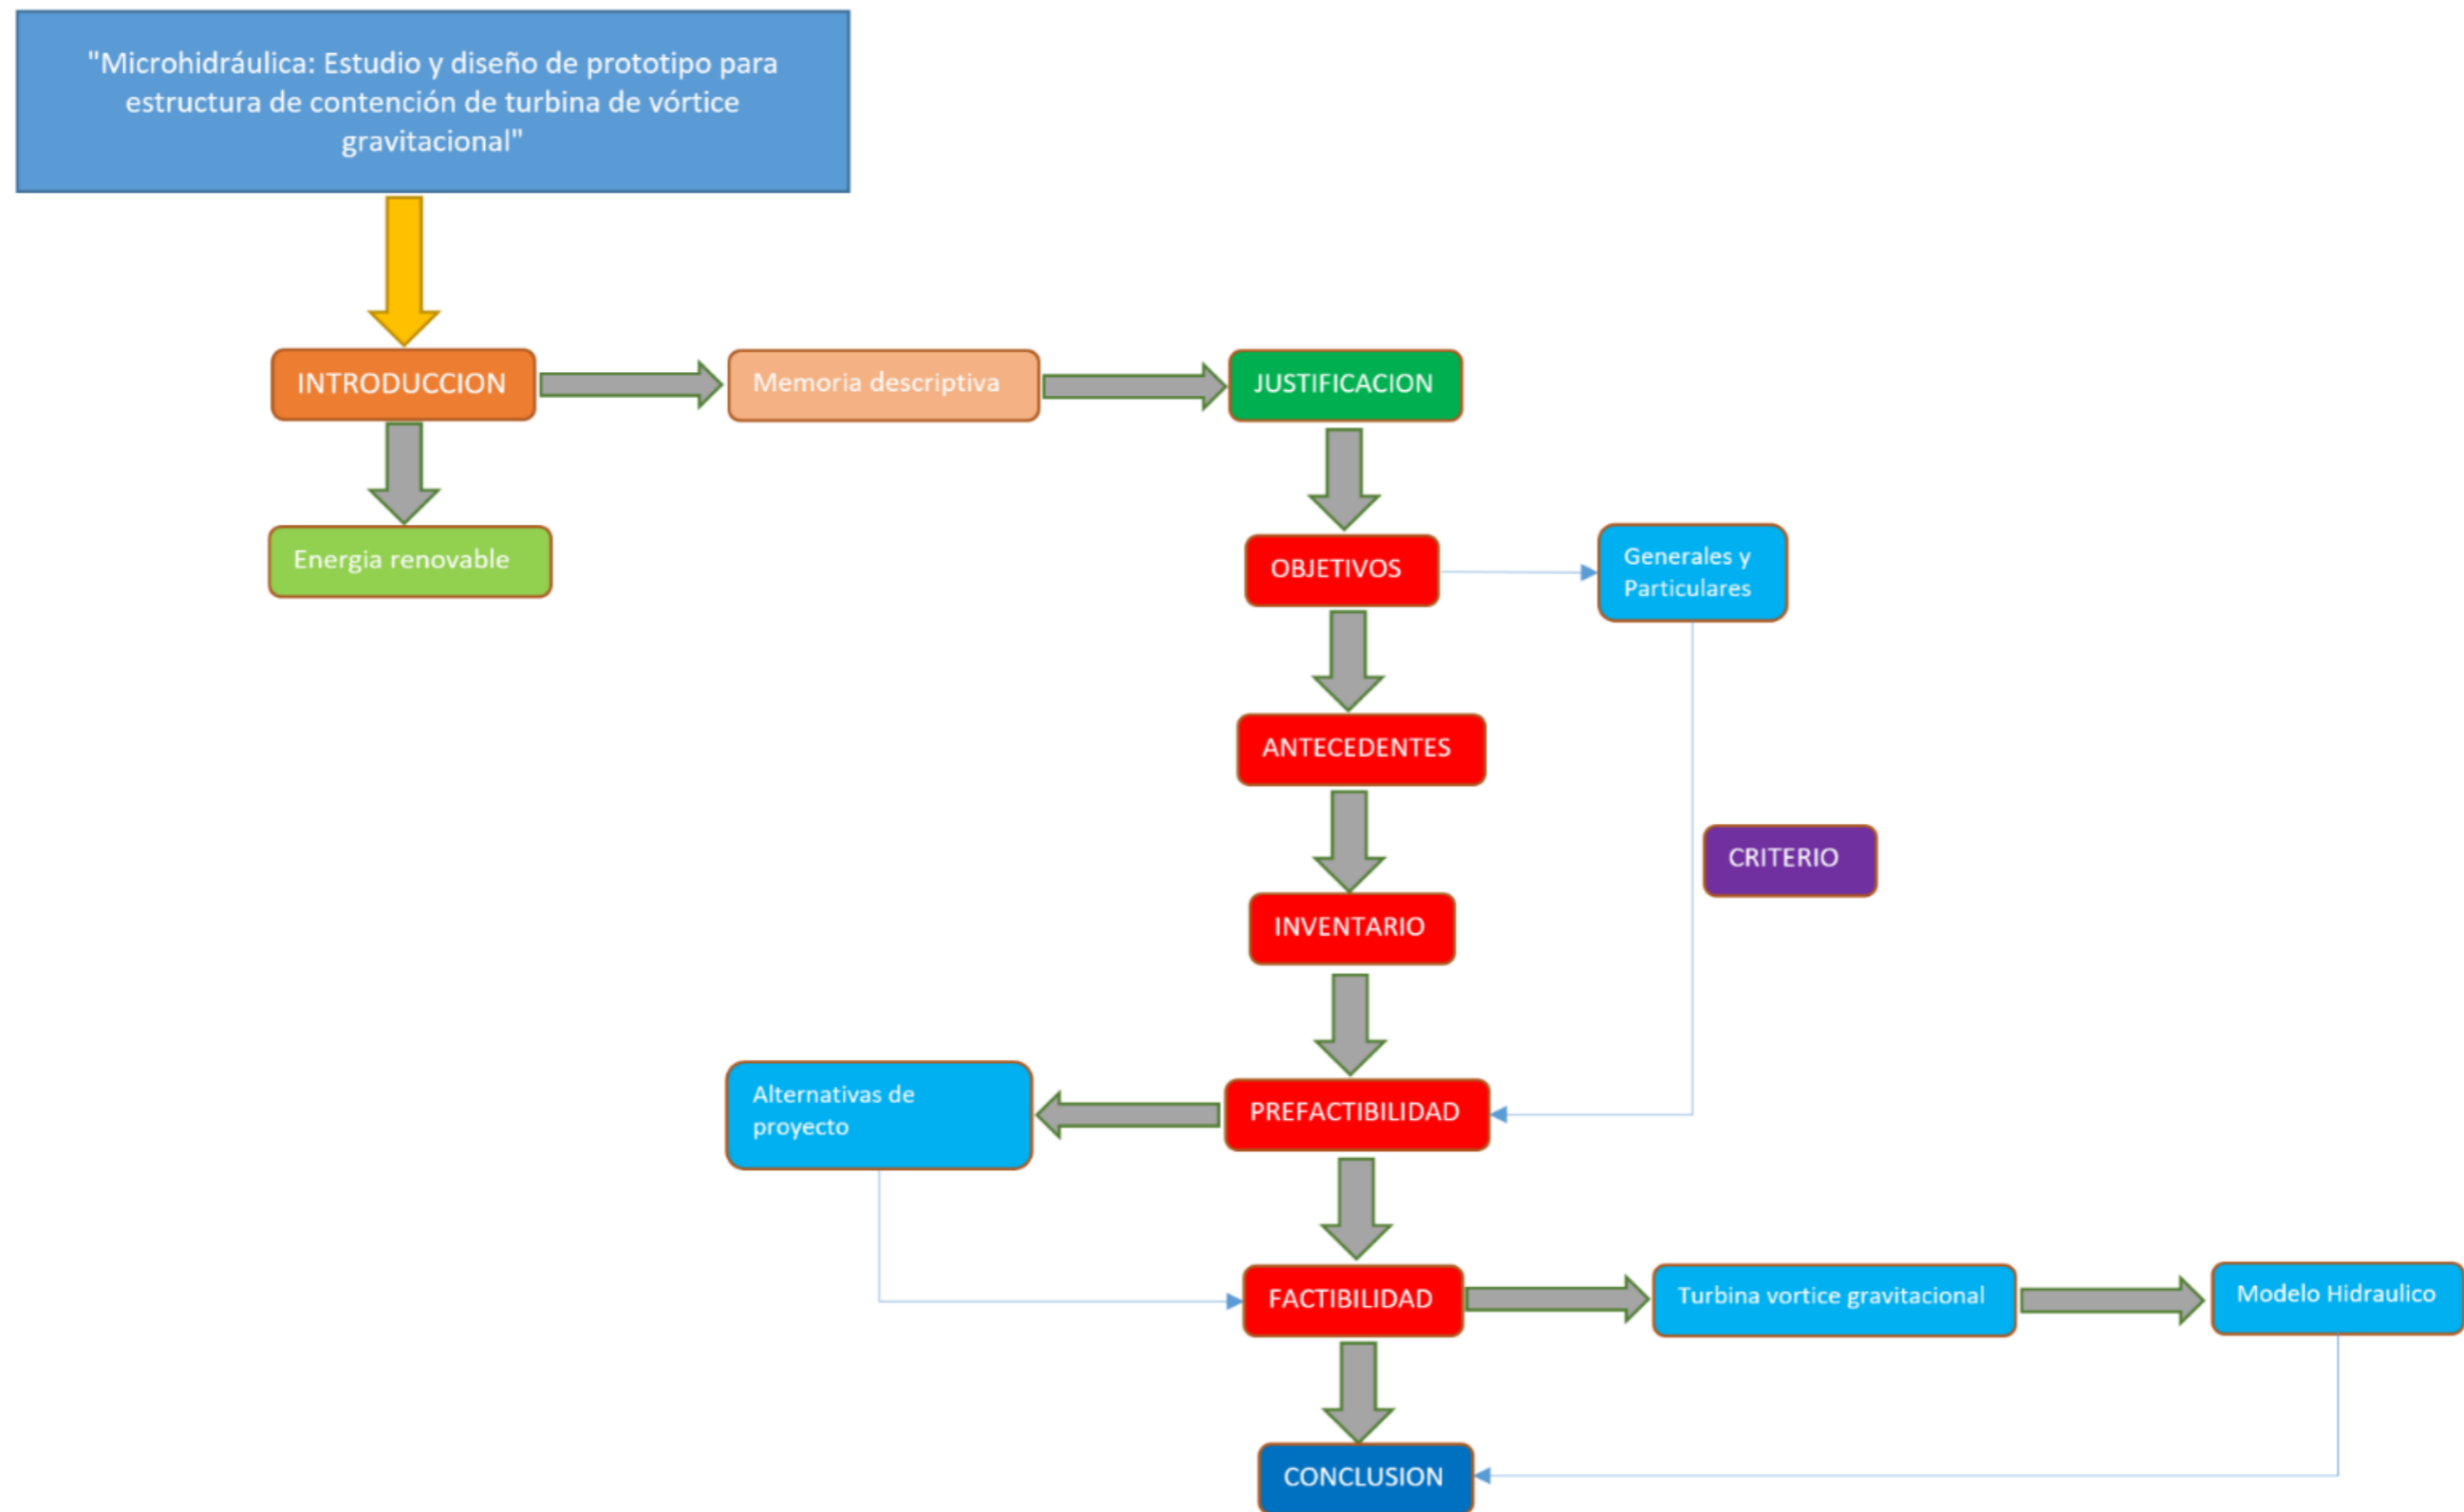 "Microhidráulica: Estudio y diseño de prototipo para
estructura de contención de turbina de vórtice
gravitacional"
INTRODUCCION
Memoria descriptiva
JUSTIFICACION
Energia renovable
OBJETIVOS
Generales y
Particulares
ANTECEDENTES
CRITERIO
INVENTARIO
Alternativas de
proyecto
PREFACTIBILIDAD
FACTIBILIDAD
Turbina vortice gravitacional
Modelo Hidraulico
CONCLUSION